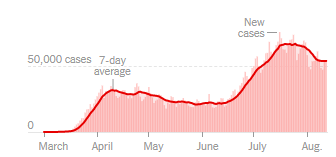 New
cases
50,000 cases
7-day
average
0
March
April
May
June
July
Aug.